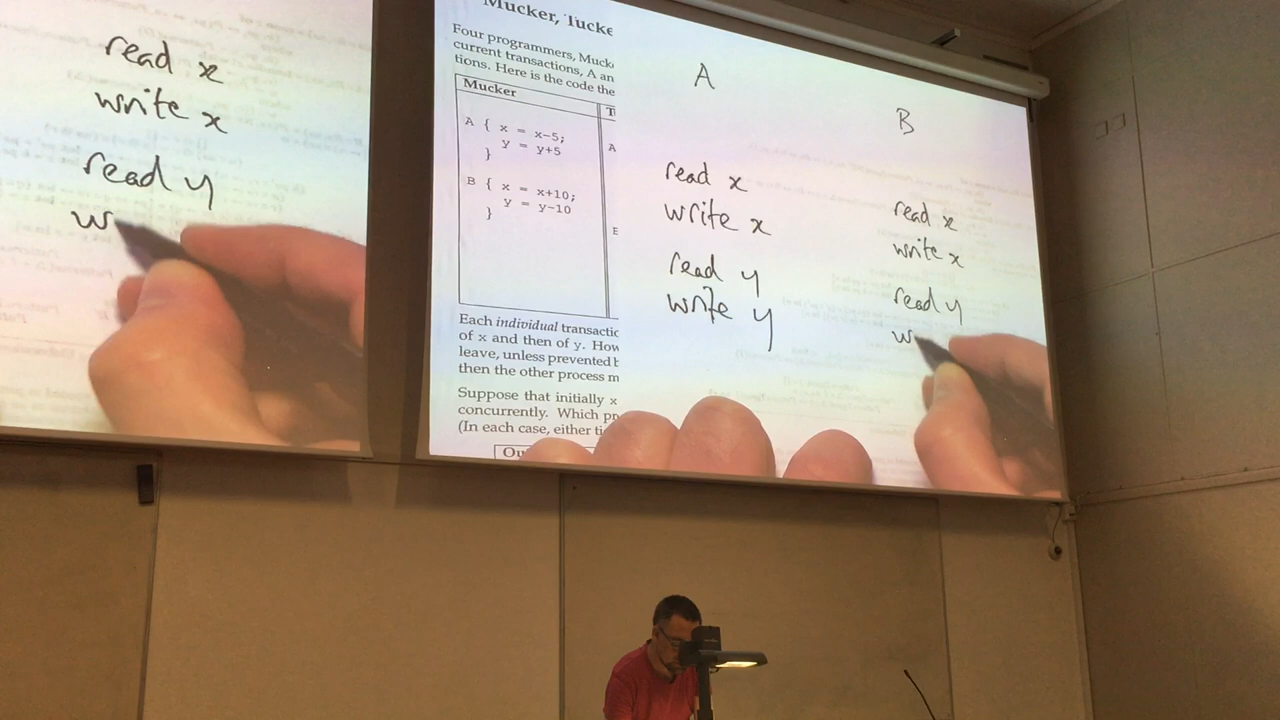 read x
write x
read y
w
Mucker, Tucke
Four programmers, Muck
current transactions, A an
tions. Here is the code the
Mucker
T
A { x = x-5;
y = y+5
}
A
B { x = x+10;
y = y-10
}
E
Each individual transactic
of x and then of y. How
leave, unless prevented b
then the other process m
Suppose that initially x
concurrently. Which pr
(In each case, either ti
Ou
A
read x
write x
read y
write y
B
read x
write x
read y
w